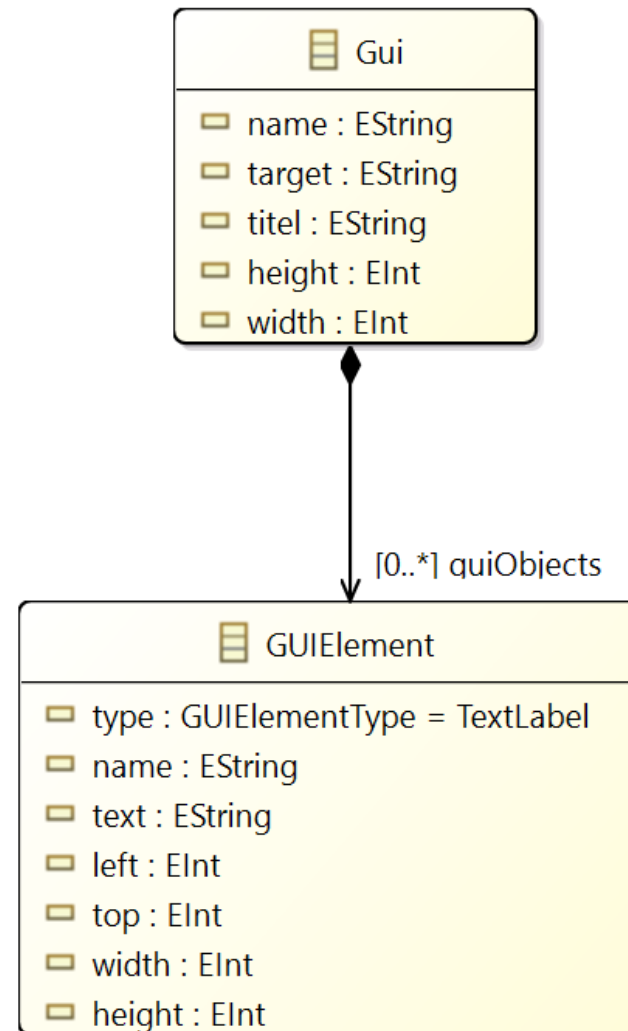 Gui
name : EString
target : EString
titel : EString
height : EInt
width : EInt
[0..*] guiObjects
GUIElement
type : GUIElementType = TextLabel
name : EString
text : EString
left : EInt
top : EInt
width : EInt
height : EInt